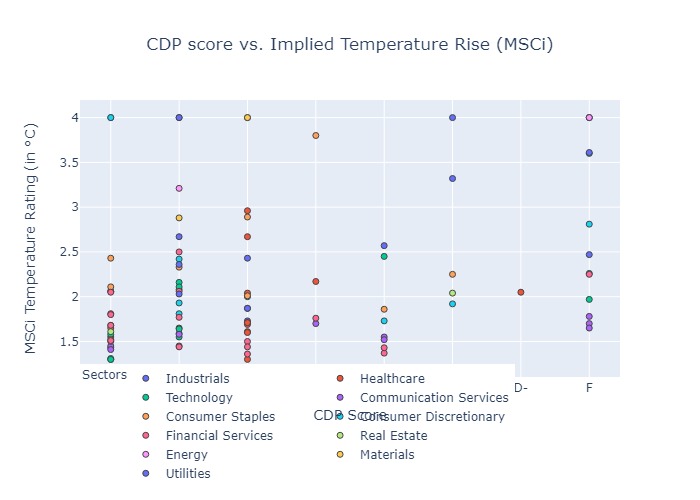 CDP score vs. Implied Temperature Rise (MSCi)
MSCi Temperature Rating (in °C)
4
3.5
3
2.5
2
1.5
Sectors
D-
F
CDP Score
Industrials
Healthcare
Technology
Communication Services
Consumer Staples
Consumer Discretionary
Financial Services
Real Estate
Energy
Materials
Utilities